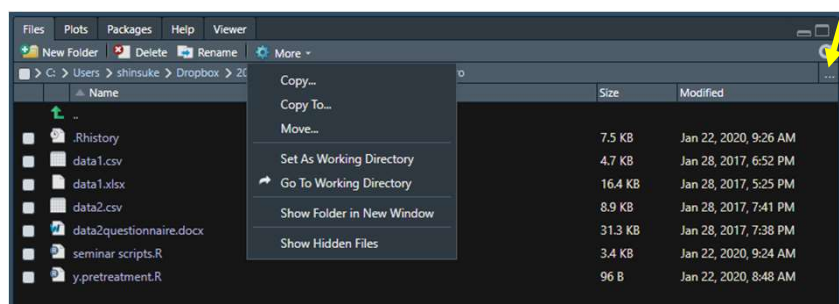 Files Plots Packages Help Viewer
New Folder Delete Rename More
C: > Users > shinsuke > Dropbox > 20
Name Size Modified
..
.Rhistory 7.5 KB Jan 22, 2020, 9:26 AM
data1.csv 4.7 KB Jan 28, 2017, 6:52 PM
data1.xlsx 16.4 KB Jan 28, 2017, 5:25 PM
data2.csv 8.9 KB Jan 28, 2017, 7:41 PM
data2questionnaire.docx 31.3 KB Jan 28, 2017, 7:38 PM
seminar scripts.R 3.4 KB Jan 22, 2020, 9:24 AM
y.pretreatment.R 96 B Jan 22, 2020, 8:48 AM
Copy...
Copy To...
Move...
Set As Working Directory
Go To Working Directory
Show Folder in New Window
Show Hidden Files
...